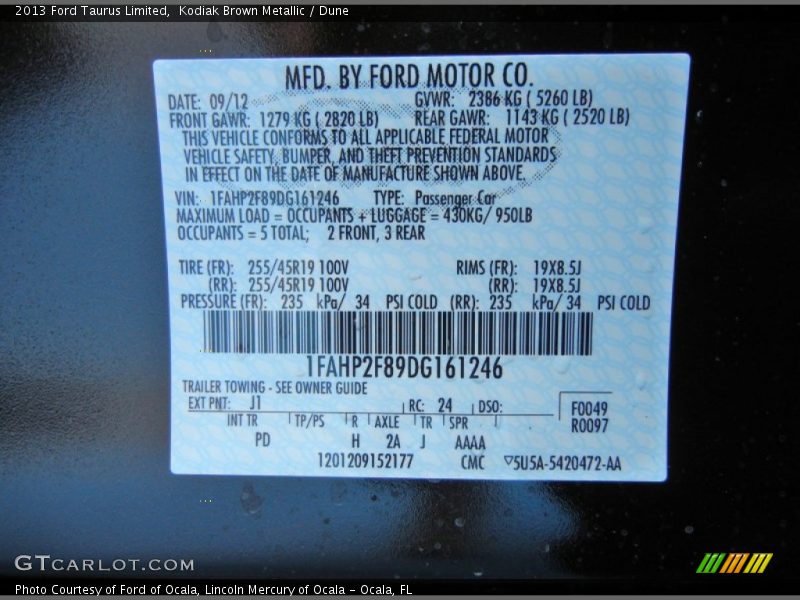 2013 Ford Taurus Limited,  Kodiak Brown Metallic / Dune
MFD. BY FORD MOTOR CO.
DATE: 09/12 GVWR: 2386 KG ( 5260 LB)
FRONT GAWR: 1279 KG ( 2820 LB) REAR GAWR: 1143 KG ( 2520 LB)
THIS VEHICLE CONFORMS TO ALL APPLICABLE FEDERAL MOTOR
VEHICLE SAFETY, BUMPER, AND THEFT PREVENTION STANDARDS
IN EFFECT ON THE DATE OF MANUFACTURE SHOWN ABOVE.
VIN: 1FAHP2F89DG161246 TYPE: Passenger Car
MAXIMUM LOAD = OCCUPANTS + LUGGAGE = 430KG/ 950LB
OCCUPANTS = 5 TOTAL; 2 FRONT, 3 REAR
TIRE (FR): 255/45R19 100V RIMS (FR): 19X8.5J
(RR): 255/45R19 100V (RR): 19X8.5J
PRESSURE (FR): 235 kPa/ 34 PSI COLD (RR): 235 kPa/ 34 PSI COLD
1FAHP2F89DG161246
TRAILER TOWING - SEE OWNER GUIDE
EXT PNT: J1 RC: 24 DSO: F0049
R0097
INT TR TP/PS R AXLE TR SPR
PD H 2A J AAAA
1201209152177 CMC ▽5U5A-5420472-AA
GTCARLOT.COM
Photo Courtesy of Ford of Ocala, Lincoln Mercury of Ocala - Ocala, FL